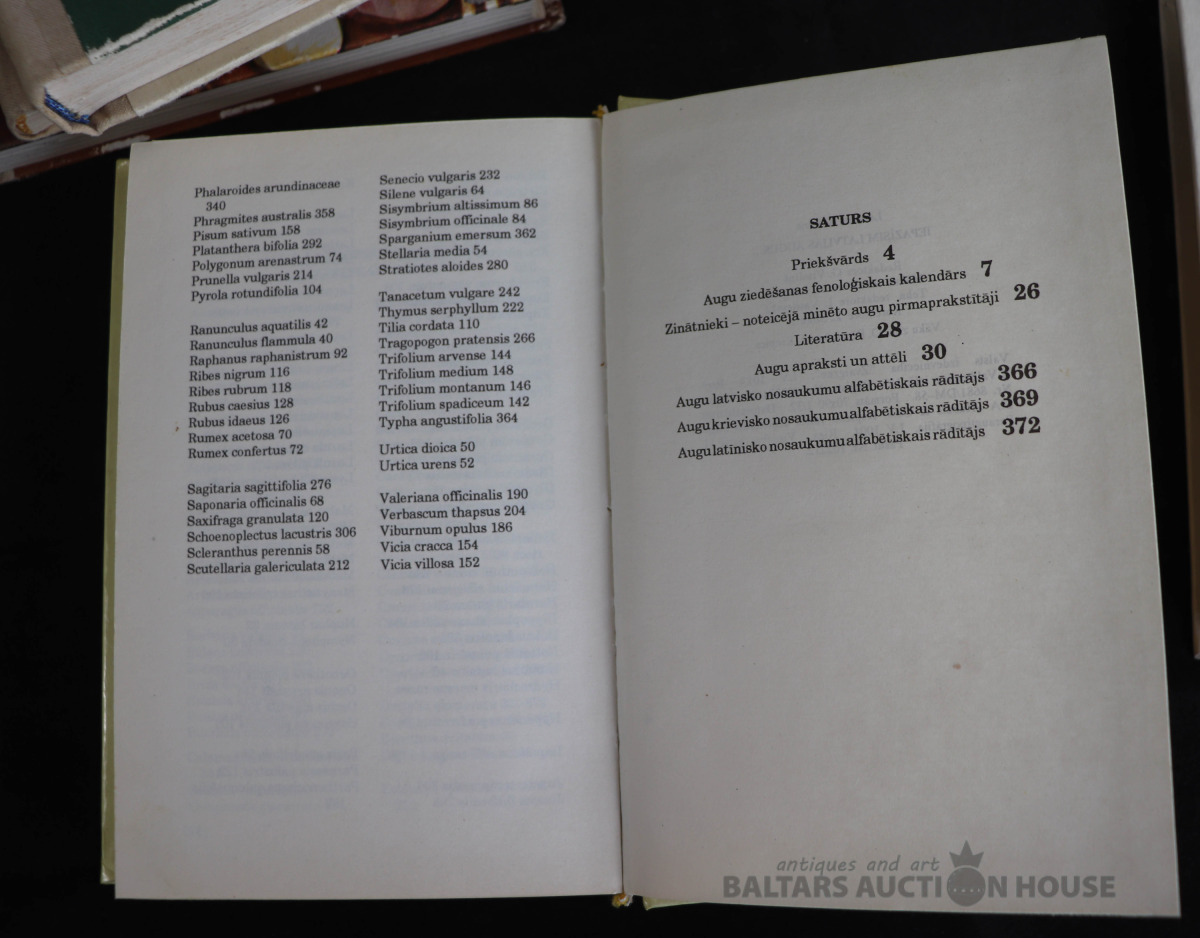 Phalaroides arundinaceae
340
Phragmites australis 358
Pisum sativum 158
Platanthera bifolia 292
Polygonum arenastrum 74
Prunella vulgaris 214
Pyrola rotundifolia 104
Ranunculus aquatilis 42
Ranunculus flammula 40
Raphanus raphanistrum 92
Ribes nigrum 116
Ribes rubrum 118
Rubus caesius 128
Rubus idaeus 126
Rumex acetosa 70
Rumex confertus 72
Sagitaria sagittifolia 276
Saponaria officinalis 68
Saxifraga granulata 120
Schoenoplectus lacustris 306
Scleranthus perennis 58
Scutellaria galericulata 212
Senecio vulgaris 232
Silene vulgaris 64
Sisymbrium altissimum 86
Sisymbrium officinale 84
Sparganium emersum 362
Stellaria media 54
Stratiotes aloides 280
Tanacetum vulgare 242
Thymus serphyllum 222
Tilia cordata 110
Tragopogon pratensis 266
Trifolium arvense 144
Trifolium medium 148
Trifolium montanum 146
Trifolium spadiceum 142
Typha angustifolia 364
Urtica dioica 50
Urtica urens 52
Valeriana officinalis 190
Verbascum thapsus 204
Viburnum opulus 186
Vicia cracca 154
Vicia villosa 152
SATURS
Priekšvārds 4
Augu ziedēšanas fenoloģiskais kalendārs 7
Zinātnieki – noteicējā minēto augu pirmaprakstītāji 26
Literatūra 28
Augu apraksti un attēli 30
Augu latvisko nosaukumu alfabētiskais rādītājs 366
Augu krievisko nosaukumu alfabētiskais rādītājs 369
Augu latīnisko nosaukumu alfabētiskais rādītājs 372
antiques and art
BALTARS AUCTION HOUSE